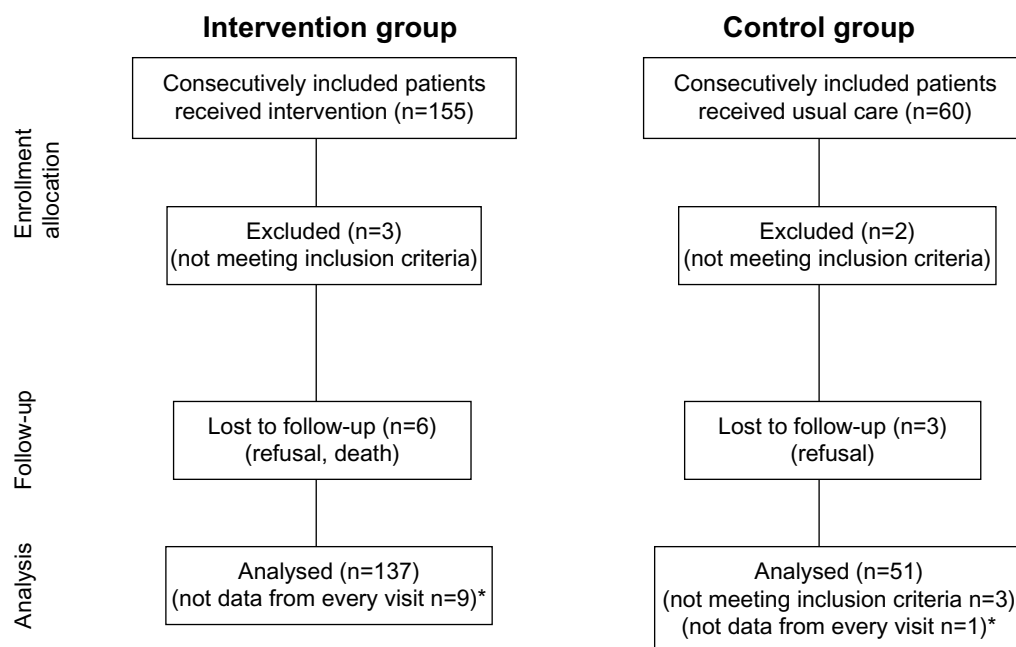 Intervention group
Control group
Consecutively included patients
received intervention (n=155)
Consecutively included patients
received usual care (n=60)
Enrollment
allocation
Excluded (n=3)
(not meeting inclusion criteria)
Excluded (n=2)
(not meeting inclusion criteria)
Follow-up
Lost to follow-up (n=6)
(refusal, death)
Lost to follow-up (n=3)
(refusal)
Analysis
Analysed (n=137)
(not data from every visit n=9)*
Analysed (n=51)
(not meeting inclusion criteria n=3)
(not data from every visit n=1)*